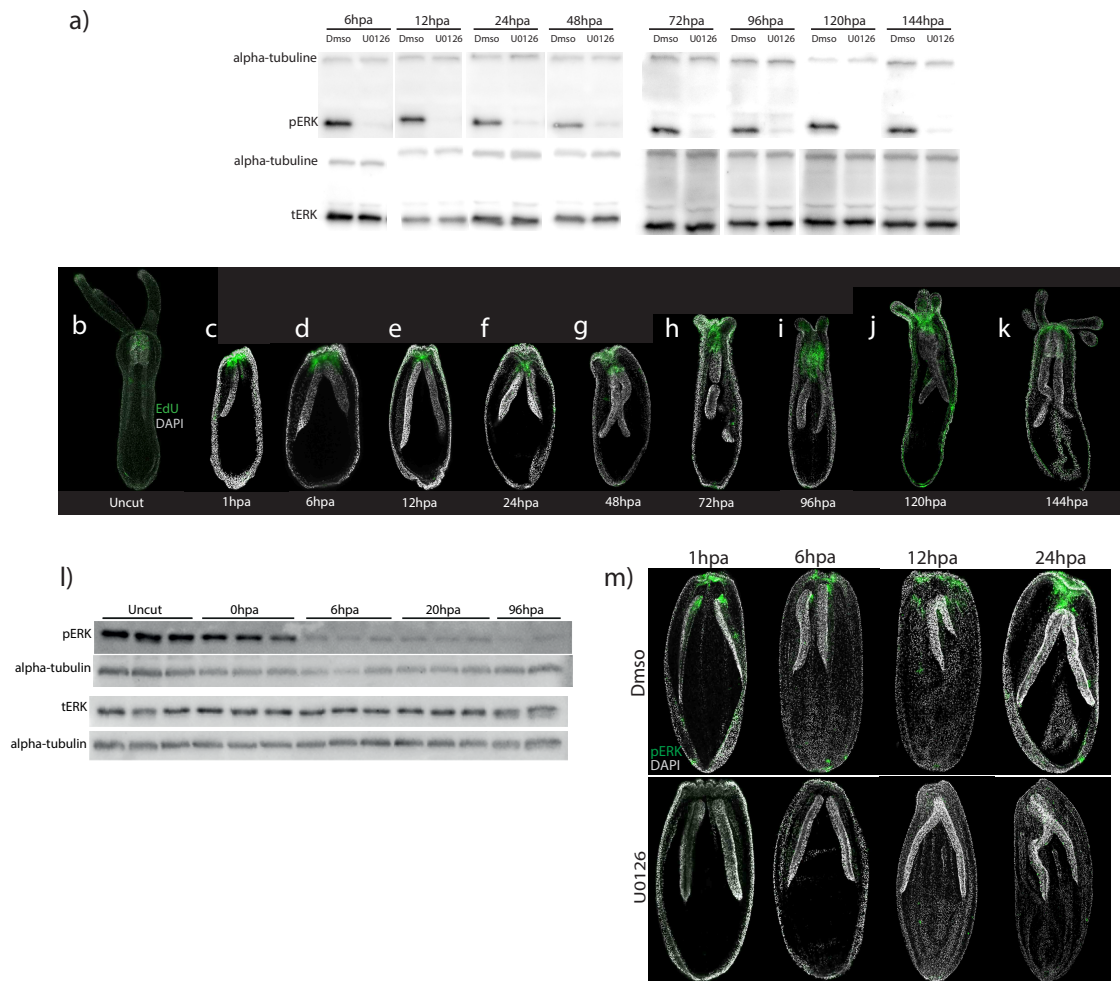 a)
6hpa 12hpa 24hpa 48hpa 72hpa 96hpa 120hpa 144hpa
Dmso U0126 Dmso U0126 Dmso U0126 Dmso U0126 Dmso U0126 Dmso U0126 Dmso U0126 Dmso U0126
alpha-tubuline
pERK
alpha-tubuline
tERK
b c d e f g h i j k
EdU
DAPI
Uncut 1hpa 6hpa 12hpa 24hpa 48hpa 72hpa 96hpa 120hpa 144hpa
l)
Uncut 0hpa 6hpa 20hpa 96hpa
pERK
alpha-tubulin
tERK
alpha-tubulin
m)
1hpa 6hpa 12hpa 24hpa
Dmso
pERK
DAPI
U0126